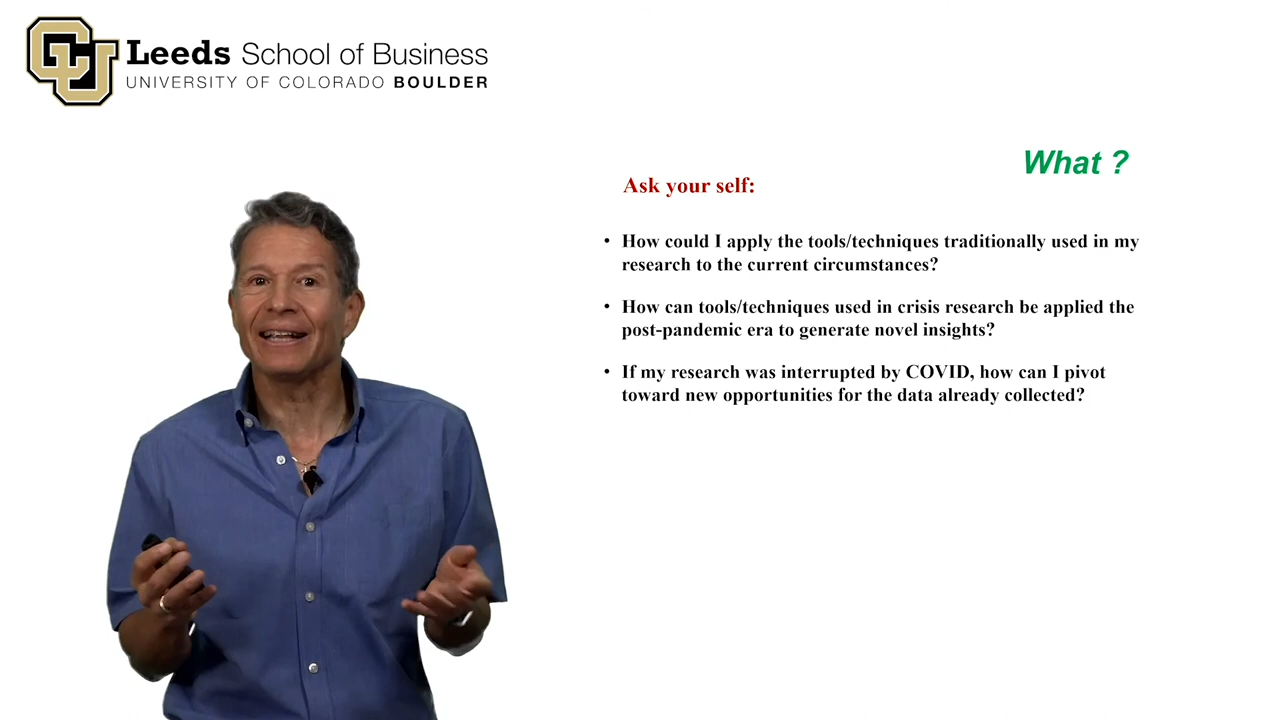 Leeds School of Business
UNIVERSITY OF COLORADO BOULDER
What ?
Ask your self:
• How could I apply the tools/techniques traditionally used in my
research to the current circumstances?
• How can tools/techniques used in crisis research be applied the
post-pandemic era to generate novel insights?
• If my research was interrupted by COVID, how can I pivot
toward new opportunities for the data already collected?